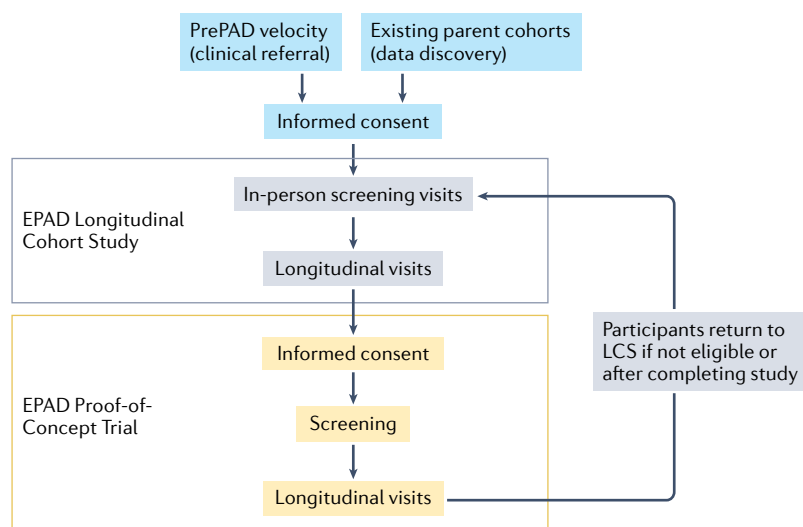 PrePAD velocity
(clinical referral)
Existing parent cohorts
(data discovery)
Informed consent
EPAD Longitudinal
Cohort Study
In-person screening visits
Longitudinal visits
EPAD Proof-of-
Concept Trial
Informed consent
Screening
Longitudinal visits
Participants return to
LCS if not eligible or
after completing study